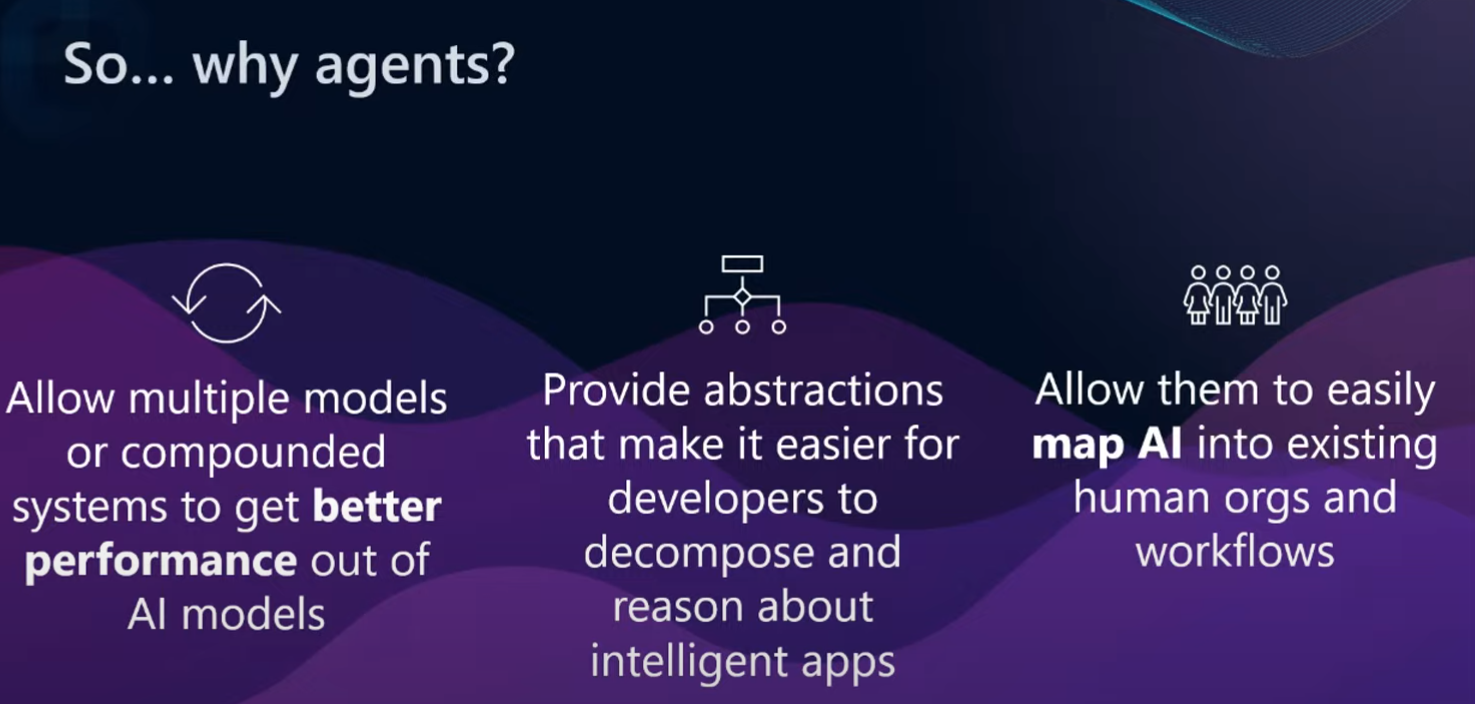 So... why agents?
Allow multiple models
or compounded
systems to get better
performance out of
AI models
Provide abstractions
that make it easier for
developers to
decompose and
reason about
intelligent apps
Allow them to easily
map AI into existing
human orgs and
workflows